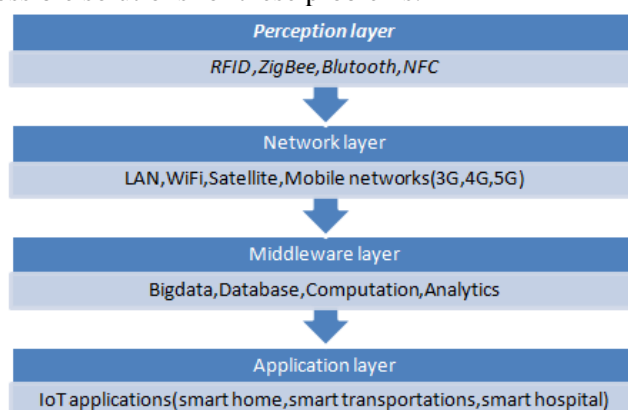 Perception layer
RFID,ZigBee,Blutooth,NFC
Network layer
LAN,WiFi,Satellite,Mobile networks(3G,4G,5G)
Middleware layer
Bigdata,Database,Computation,Analytics
Application layer
IoT applications(smart home,smart transportations,smart hospital)